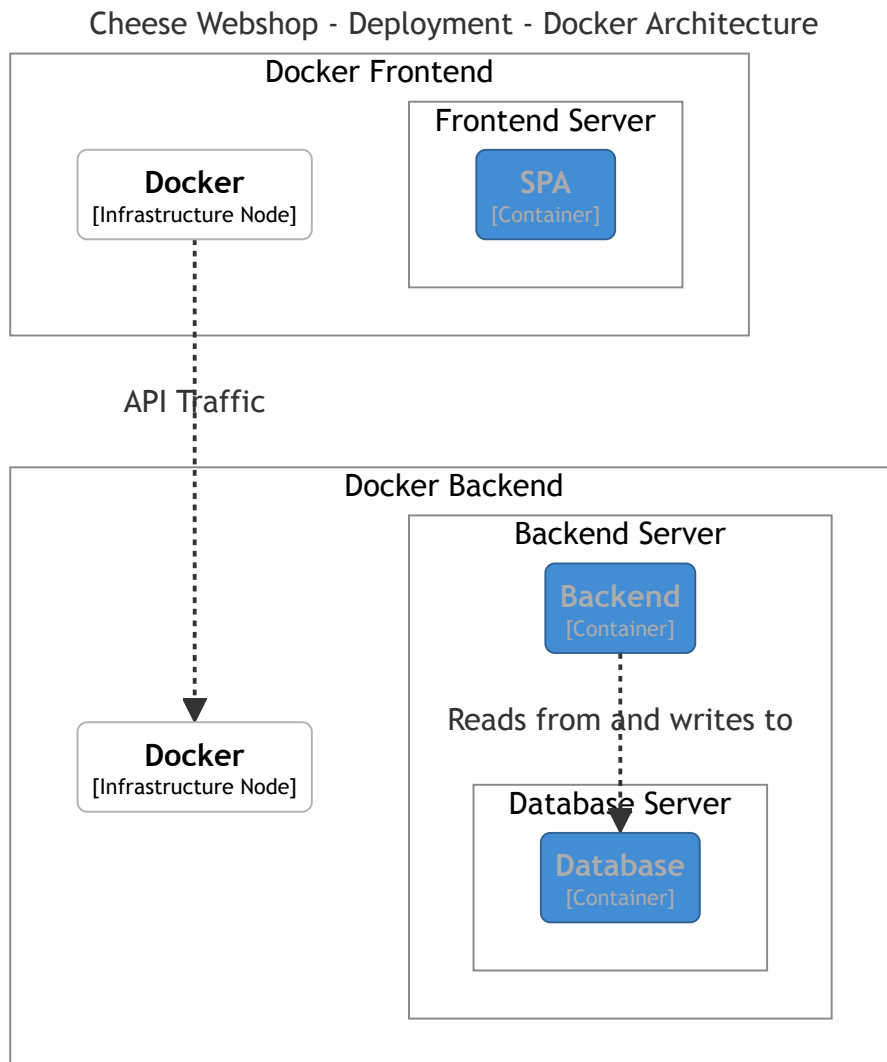 Cheese Webshop - Deployment - Docker Architecture
Docker Frontend
Frontend Server
Docker
[Infrastructure Node]
SPA
[Container]
API Traffic
Docker Backend
Backend Server
Backend
[Container]
Reads from and writes to
Docker
[Infrastructure Node]
Database Server
Database
[Container]